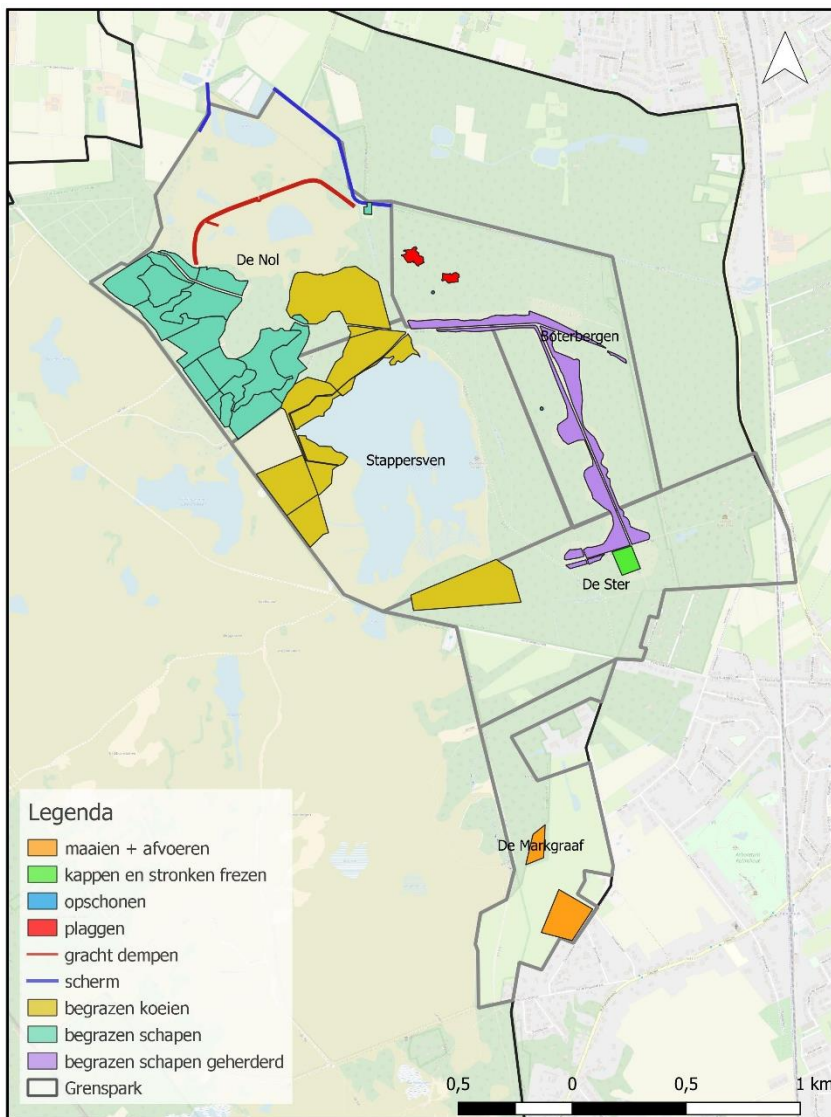 De Nol
Boterbergen
Stappersven
De Ster
De Markgraaf
Legenda
maaien + afvoeren
kappen en stronken frezen
opschonen
plaggen
gracht dempen
scherm
begrazen koeien
begrazen schapen
begrazen schapen geherderd
Grenspark
0,5 0 0,5 1 km